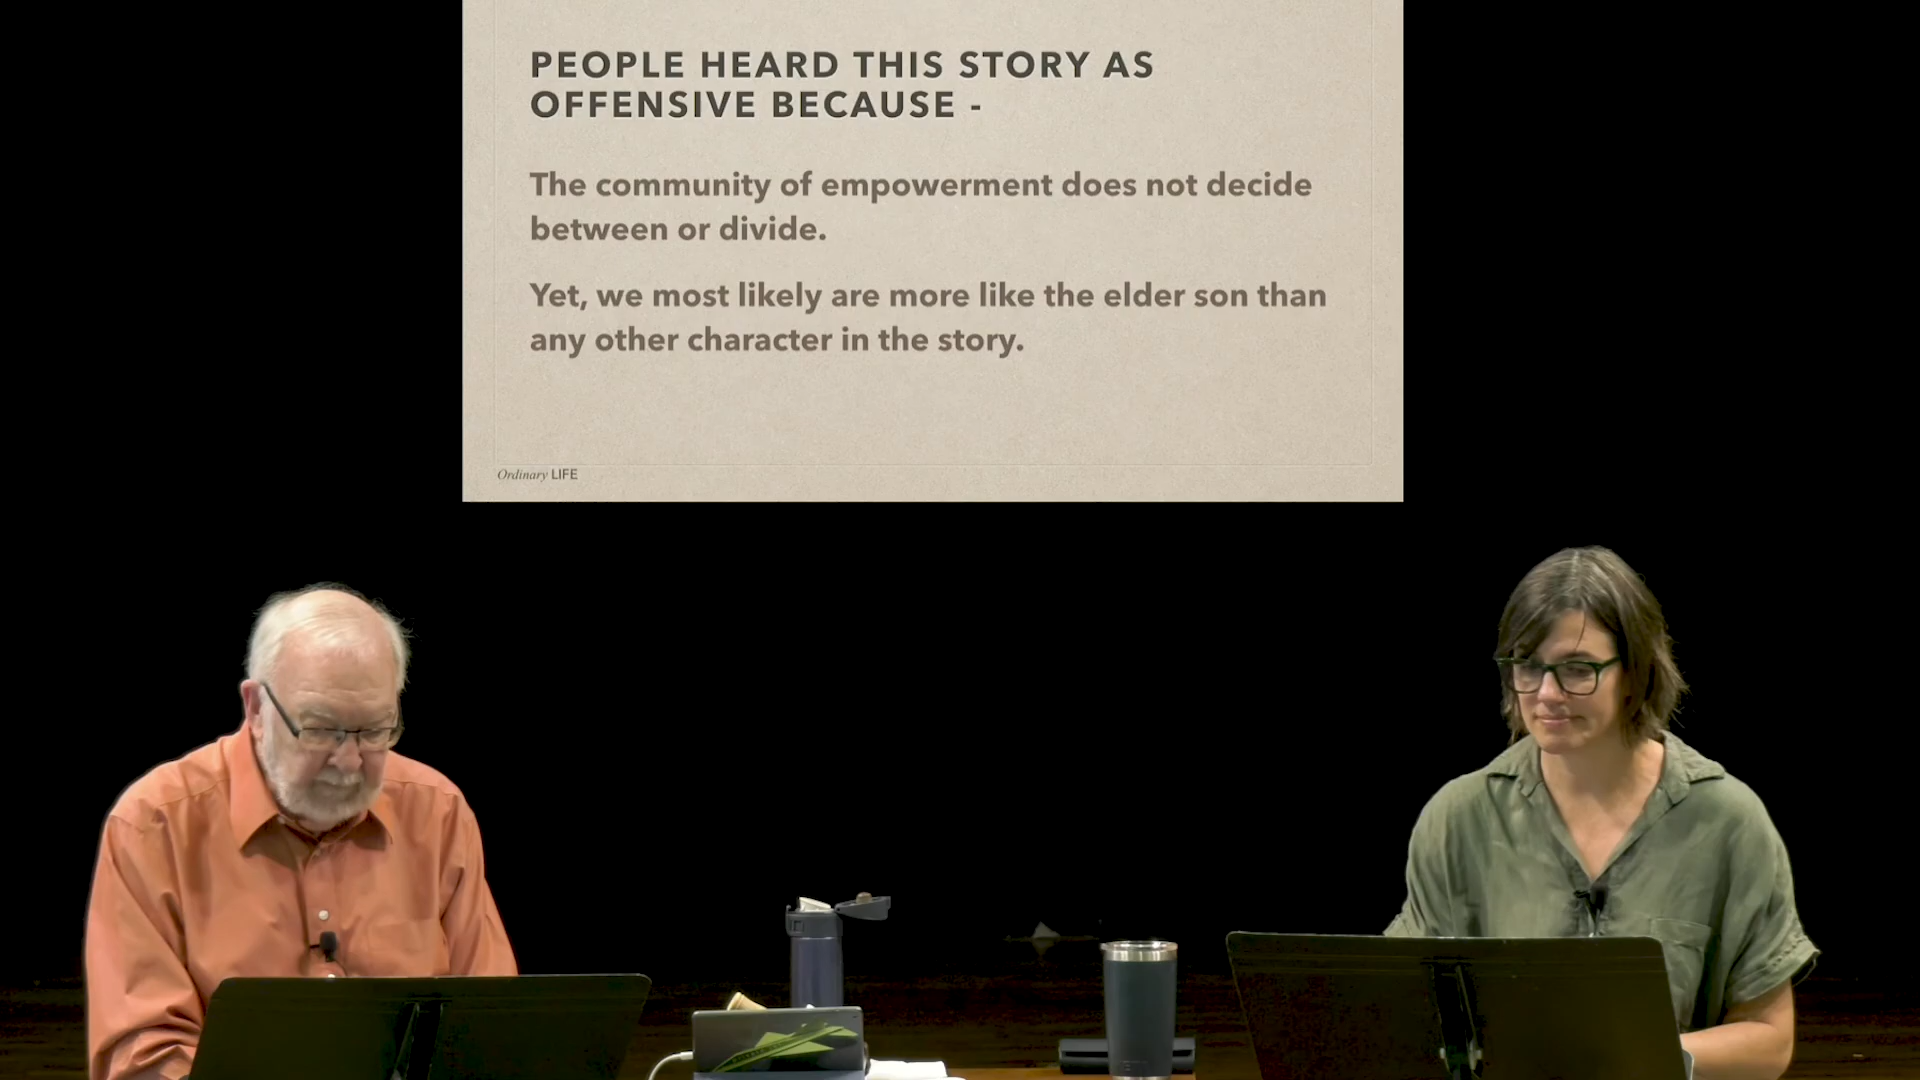 PEOPLE HEARD THIS STORY AS
OFFENSIVE BECAUSE -
The community of empowerment does not decide
between or divide.
Yet, we most likely are more like the elder son than
any other character in the story.
Ordinary LIFE